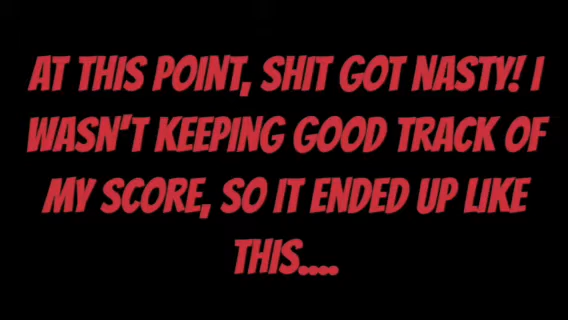 AT THIS POINT, SHIT GOT NASTY! I
WASN'T KEEPING GOOD TRACK OF
MY SCORE, SO IT ENDED UP LIKE
THIS....